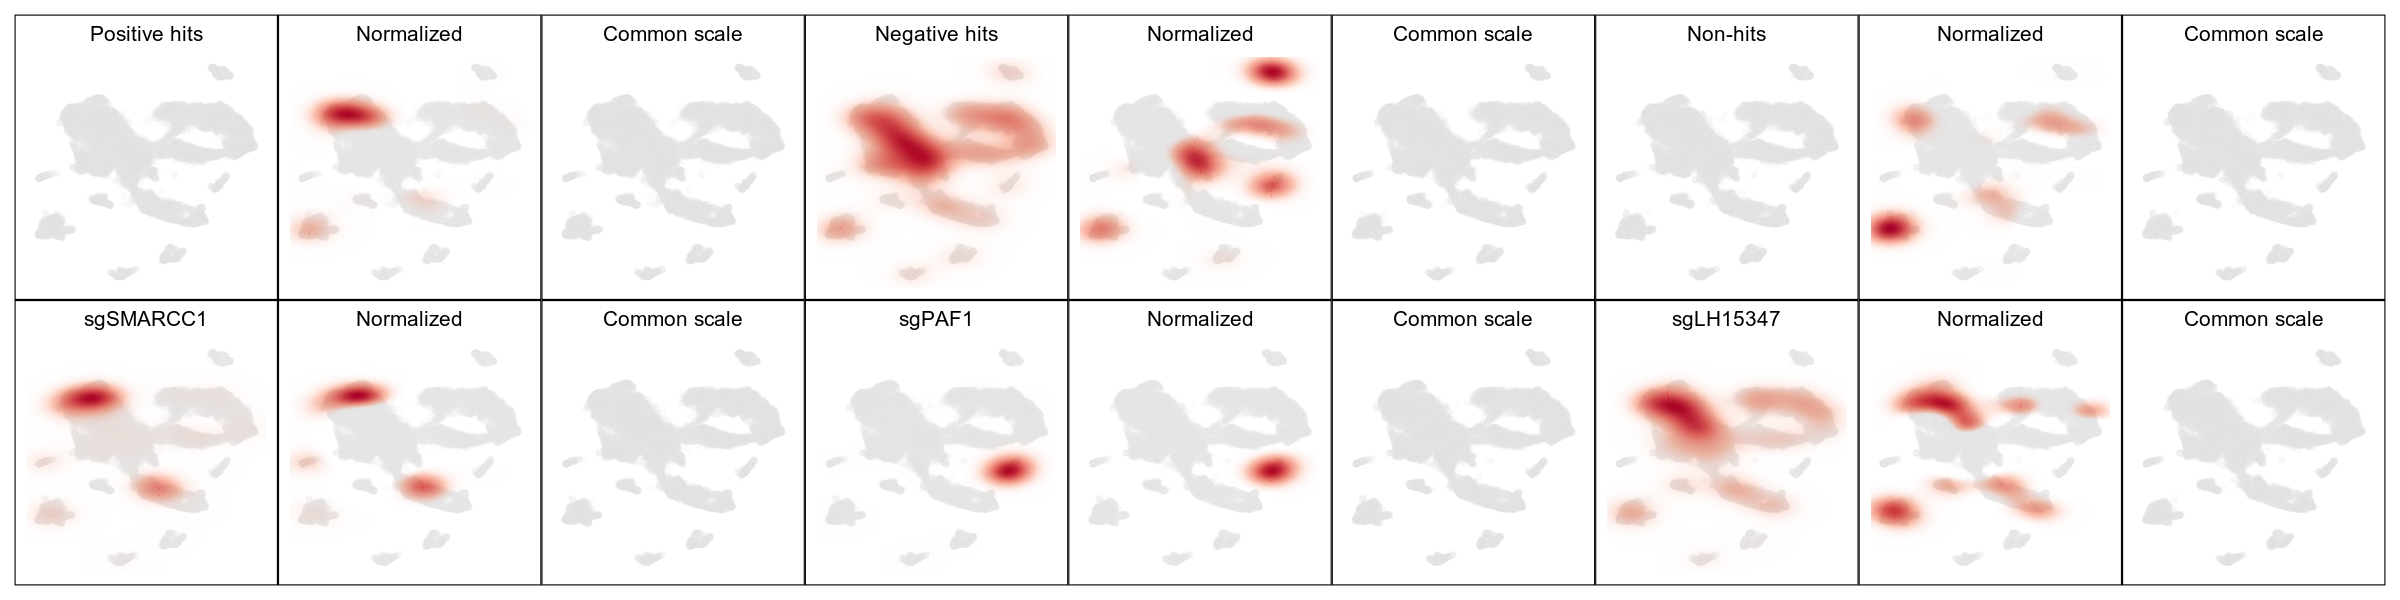 Positive hits
Normalized
Common scale
Negative hits
Normalized
Common scale
Non-hits
Normalized
Common scale
sgSMARCC1
Normalized
Common scale
sgPAF1
Normalized
Common scale
sgLH15347
Normalized
Common scale